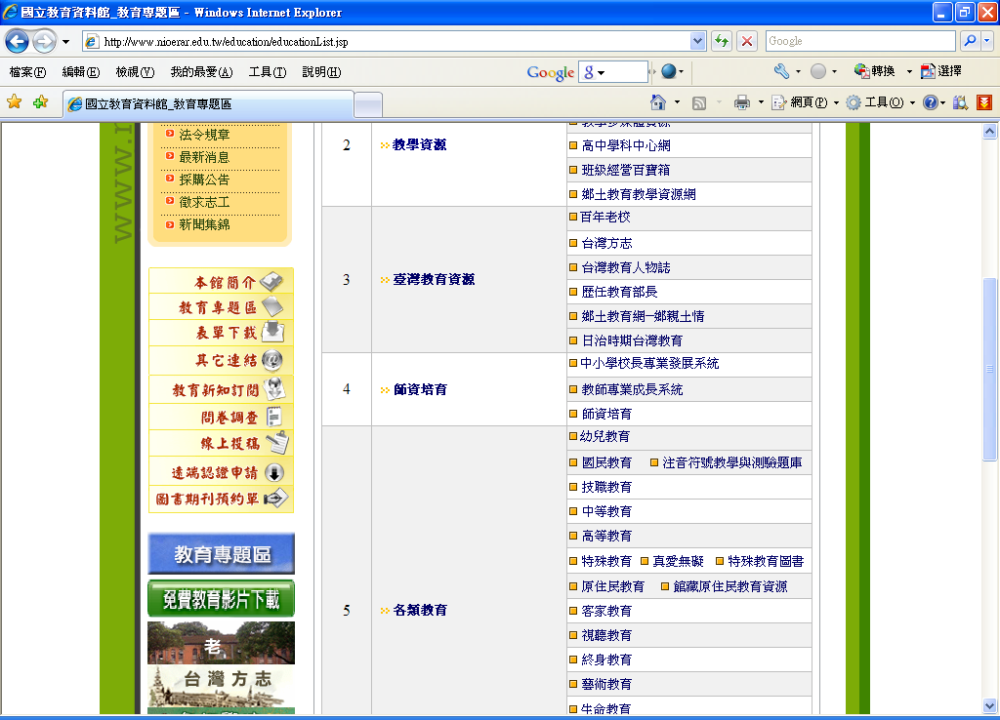 國立教育資料館_教育專題區 - Windows Internet Explorer
http://www.nioerar.edu.tw/education/educationList.jsp
Google
檔案(F) 編輯(E) 檢視(V) 我的最愛(A) 工具(T) 說明(H)
Google 轉換 選擇
國立教育資料館_教育專題區
網頁(P) 工具(O)
www.n
法令規章
最新消息
採購公告
徵求志工
新聞集錦
本館簡介
教育專題區
表單下載
其它連結
教育新知訂閱
問卷調查
線上投稿
遠端認證申請
圖書期刊預約單
教育專題區
免費教育影片下載
老
台灣方志
2 教學資源
教學多媒體資源
高中學科中心網
班級經營百寶箱
鄉土教育教學資源網
3 臺灣教育資源
百年老校
台灣方志
台灣教育人物誌
歷任教育部長
鄉土教育網─鄉親土情
日治時期台灣教育
4 師資培育
中小學校長專業發展系統
教師專業成長系統
師資培育
5 各類教育
幼兒教育
國民教育 注音符號教學與測驗題庫
技職教育
中等教育
高等教育
特殊教育 真愛無礙 特殊教育圖書
原住民教育 館藏原住民教育資源
客家教育
視聽教育
終身教育
藝術教育
生命教育